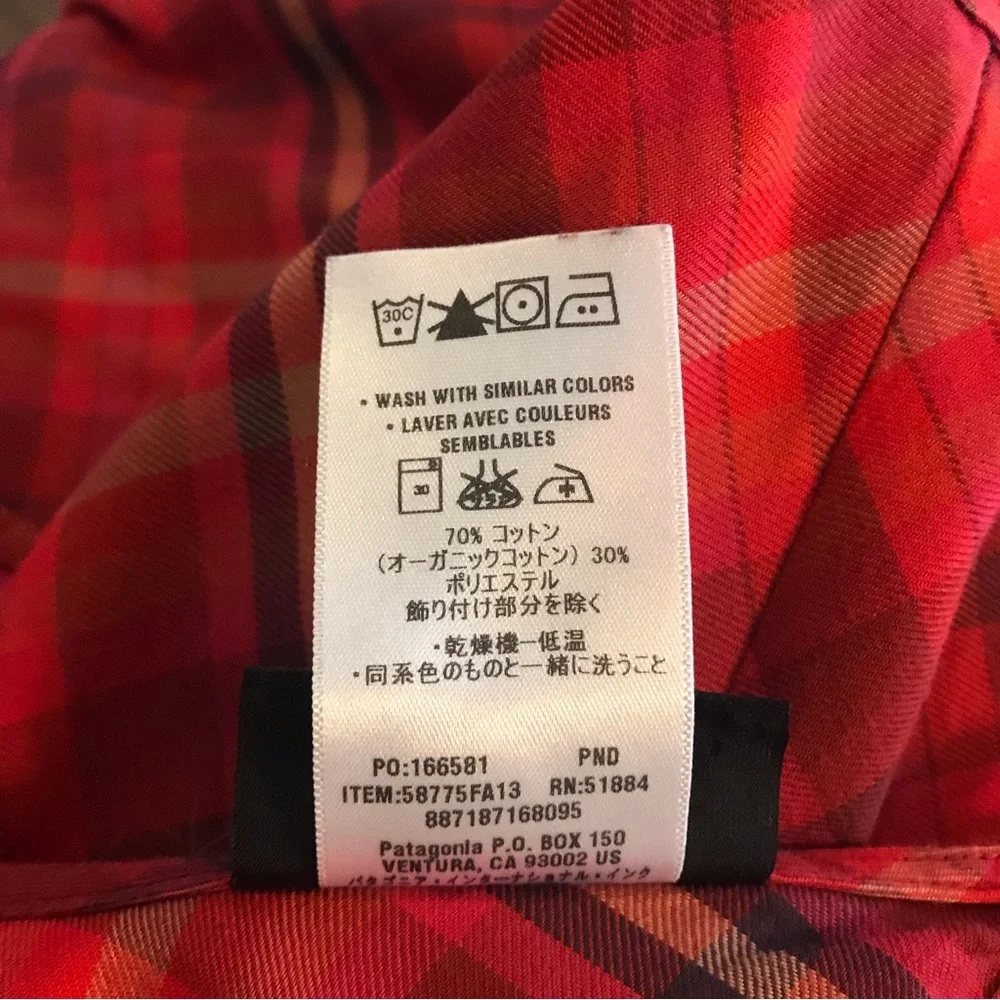 30C
• WASH WITH SIMILAR COLORS
• LAVER AVEC COULEURS
SEMBLABLES
30 中
70% コットン
(オーガニックコットン) 30%
ポリエステル
飾り付け部分を除く
・乾燥機ー低温
・同系色のものと一緒に洗うこと
PO:166581 PND
ITEM:58775FA13 RN:51884
887187168095
Patagonia P.O. BOX 150
VENTURA, CA 93002 US
パタゴニア・インターナショナル・インク